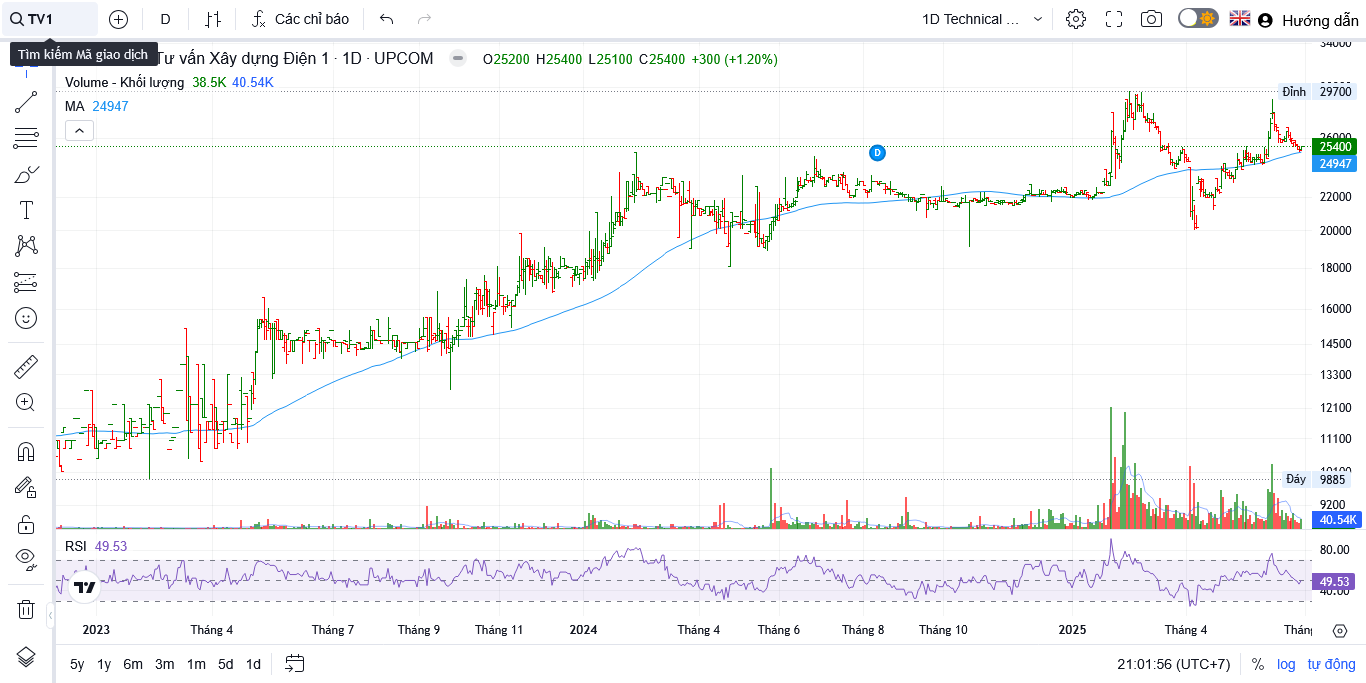 TV1
D
Các chỉ báo
1D Technical ...
Hướng dẫn
Tìm kiếm Mã giao dịch
Tư vấn Xây dựng Điện 1 · 1D · UPCOM
O25200 H25400 L25100 C25400 +300 (+1.20%)
Volume - Khối lượng 38.5K 40.54K
MA 24947
34000
Đỉnh 29700
26000
25400
24947
D
22000
20000
18000
16000
14500
13300
12100
11100
10100
Đáy 9885
9200
40.54K
RSI 49.53
80.00
49.53
40.00
2023 Tháng 4 Tháng 7 Tháng 9 Tháng 11 2024 Tháng 4 Tháng 6 Tháng 8 Tháng 10 2025 Tháng 4 Thán
5y 1y 6m 3m 1m 5d 1d
21:01:56 (UTC+7) % log tự động